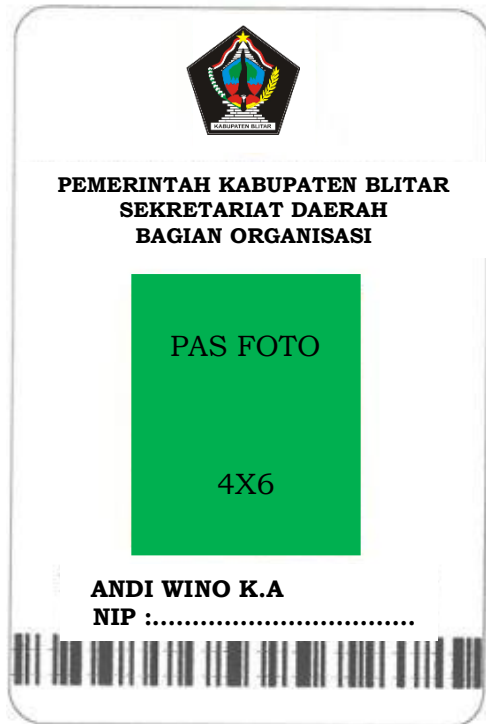 KABUPATEN BLITAR
PEMERINTAH KABUPATEN BLITAR
SEKRETARIAT DAERAH
BAGIAN ORGANISASI
PAS FOTO
4X6
ANDI WINO K.A
NIP :................................